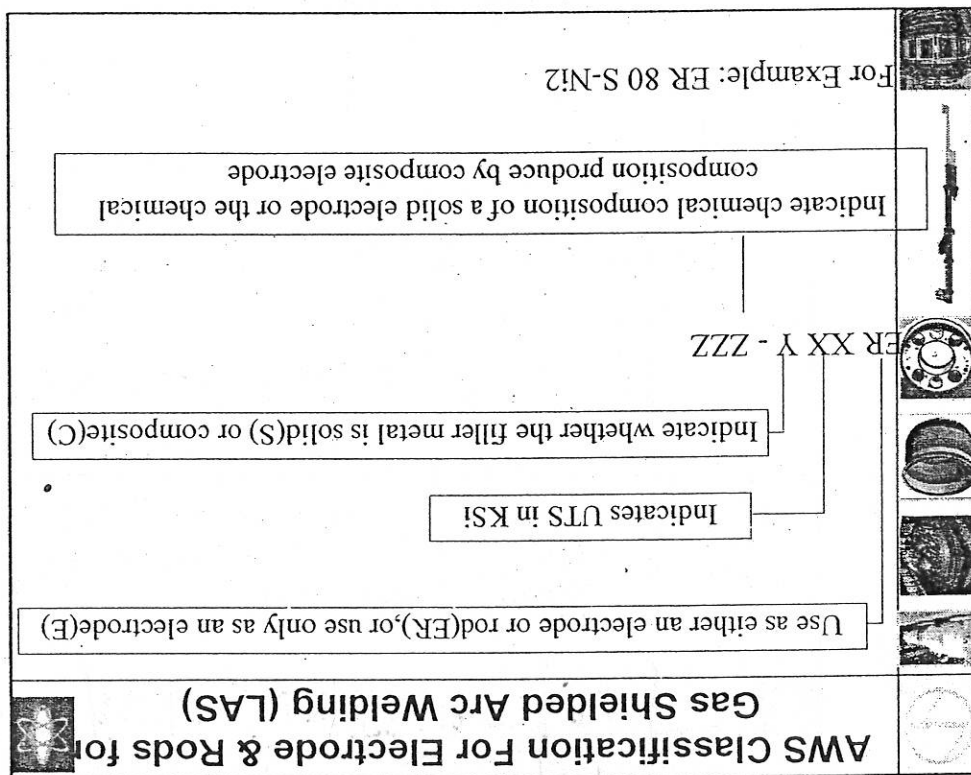 AWS Classification For Electrode & Rods for
Gas Shielded Arc Welding (LAS)
Use as either an electrode or rod(ER),or use only as an electrode(E)
Indicates UTS in KSi
Indicate whether the filler metal is solid(S) or composite(C)
ER XX Y - ZZZ
Indicate chemical composition of a solid electrode or the chemical
composition produce by composite electrode
For Example: ER 80 S-Ni2